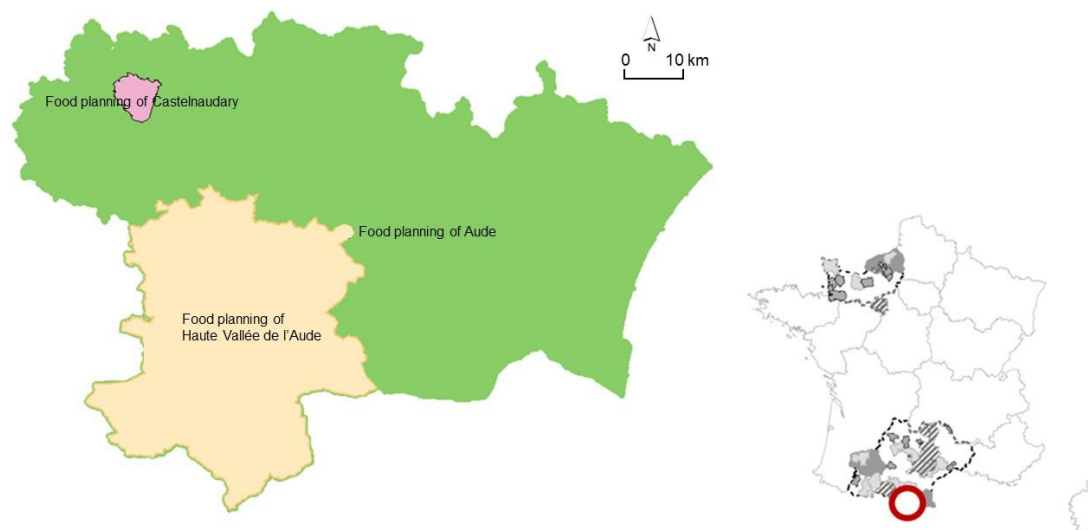 N
0 10 km
Food planning of Castelnaudary
Food planning of Aude
Food planning of
Haute Vallée de l'Aude